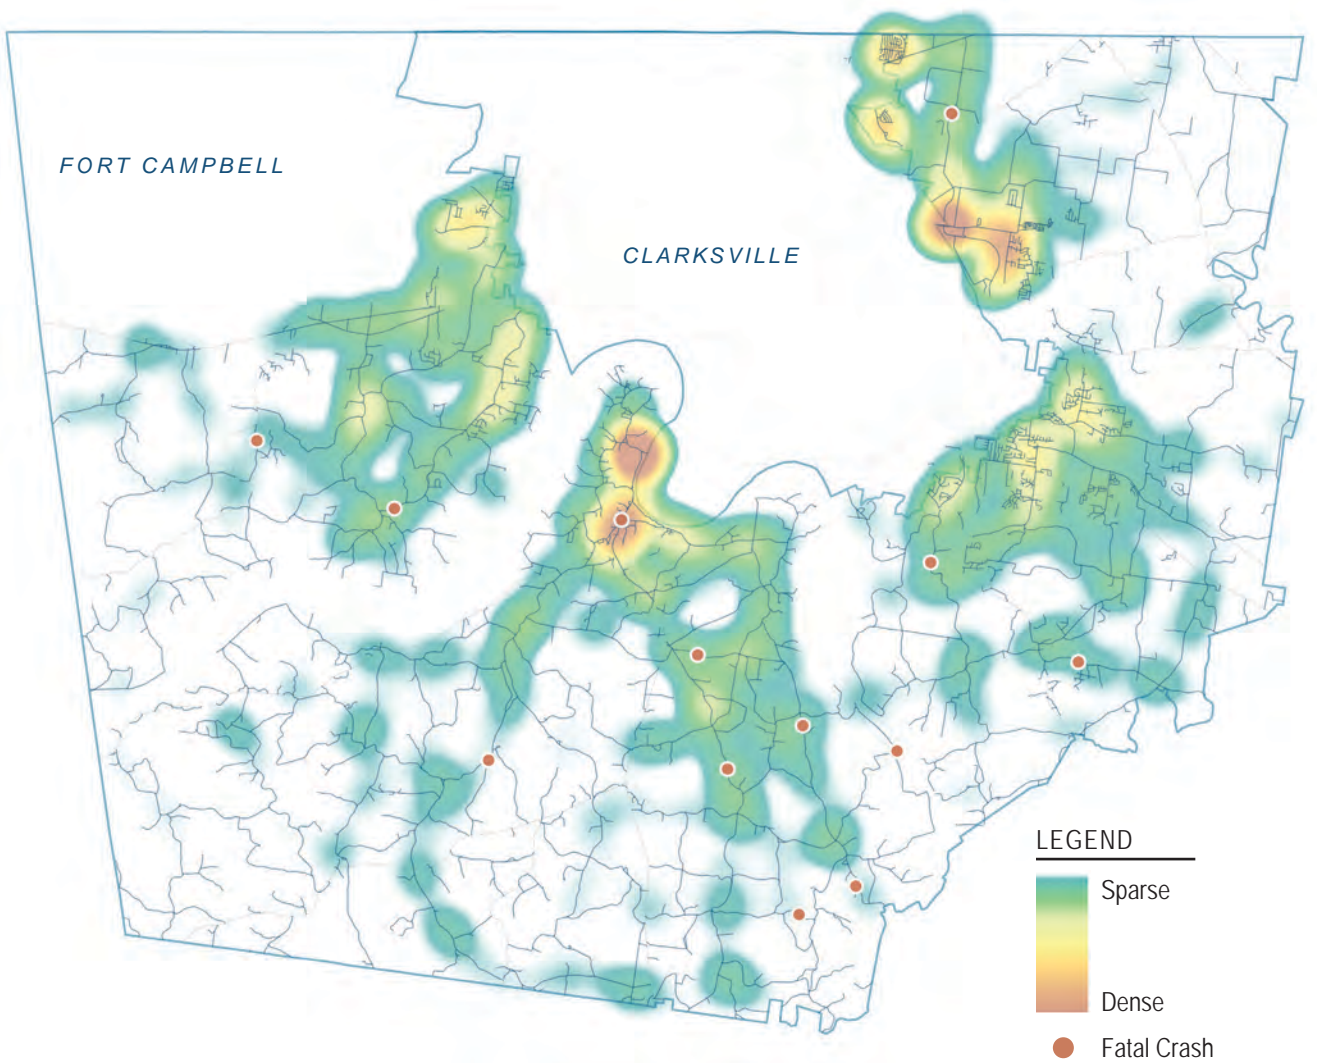 FORT CAMPBELL
CLARKSVILLE
LEGEND
Sparse
Dense
Fatal Crash